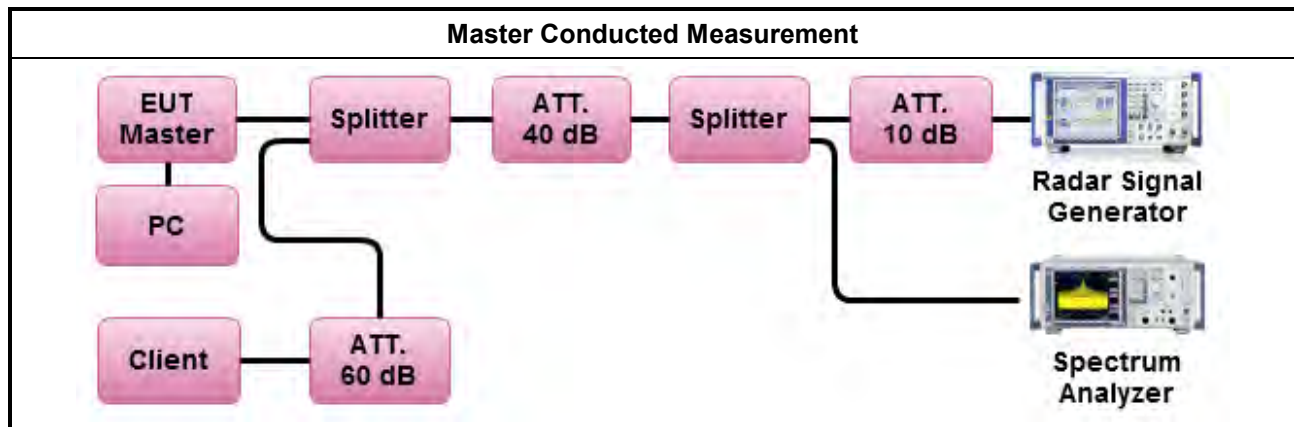 Master Conducted Measurement
EUT
Master
Splitter
ATT.
40 dB
Splitter
ATT.
10 dB
Radar Signal
Generator
PC
Client
ATT.
60 dB
Spectrum
Analyzer